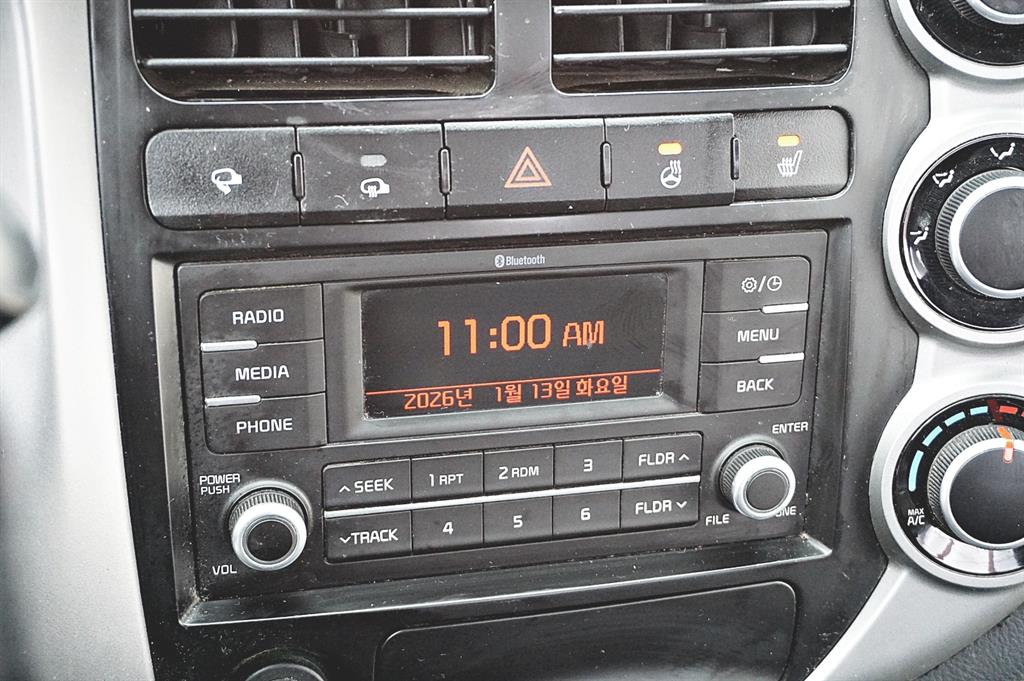 Bluetooth
RADIO
MEDIA
PHONE
11:00 AM
2026년 1월 13일 화요일
MENU
BACK
POWER
PUSH
VOL
∧ SEEK
1 RPT
2 RDM
3
FLDR ∧
∨TRACK
4
5
6
FLDR ∨
ENTER
FILE
MAX
A/C